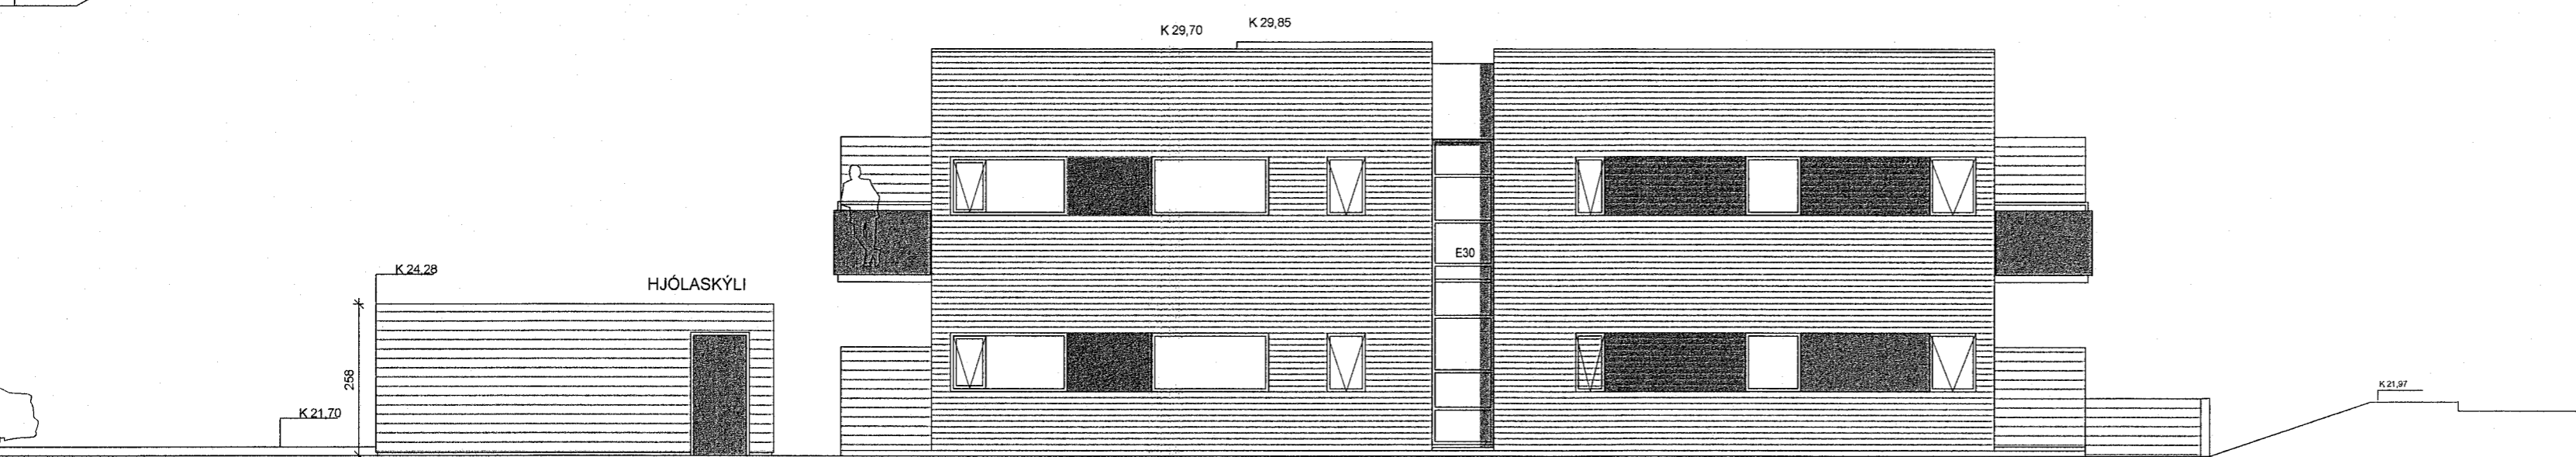 K 29,85
K 29,70
K 24,28
HJÓLASKÝLI
E30
258
K 21,70
K 21,97